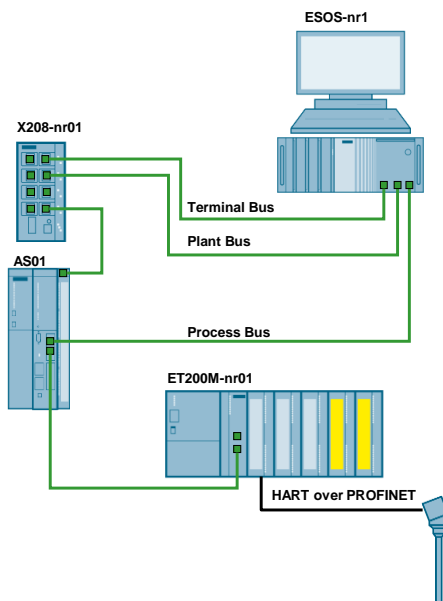 ESOS-nr1
X208-nr01
Terminal Bus
Plant Bus
AS01
Process Bus
ET200M-nr01
HART over PROFINET